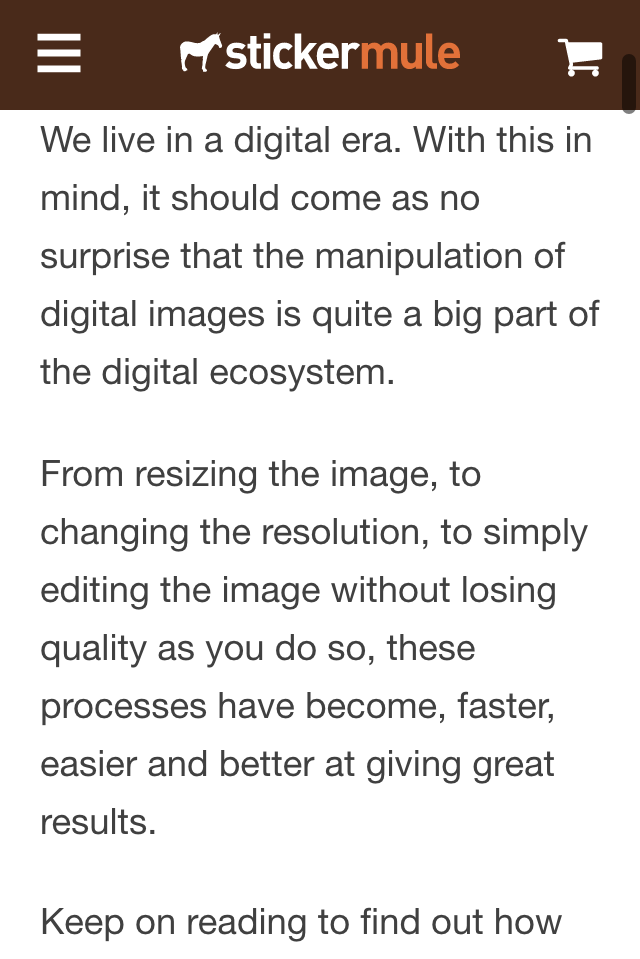 stickermule
We live in a digital era. With this in
mind, it should come as no
surprise that the manipulation of
digital images is quite a big part of
the digital ecosystem.
From resizing the image, to
changing the resolution, to simply
editing the image without losing
quality as you do so, these
processes have become, faster,
easier and better at giving great
results.
Keep on reading to find out how